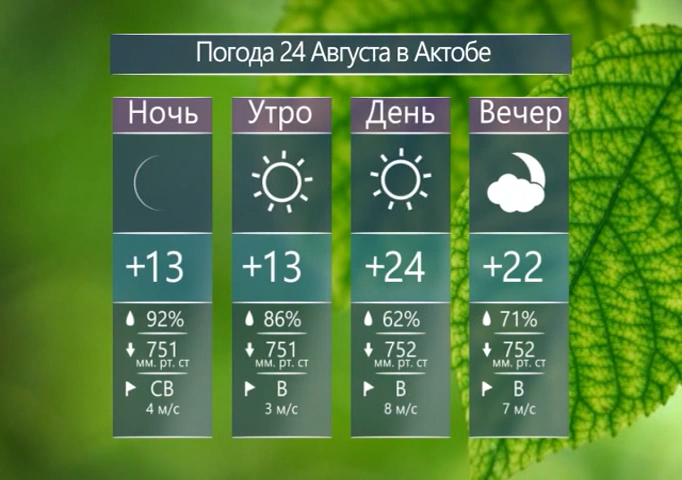 Погода 24 Августа в Актобе
Ночь
+13
92%
751
мм. рт. ст
СВ
4 м/с
Утро
+13
86%
751
мм. рт. ст
В
3 м/с
День
+24
62%
752
мм. рт. ст
В
8 м/с
Вечер
+22
71%
752
мм. рт. ст
В
7 м/с